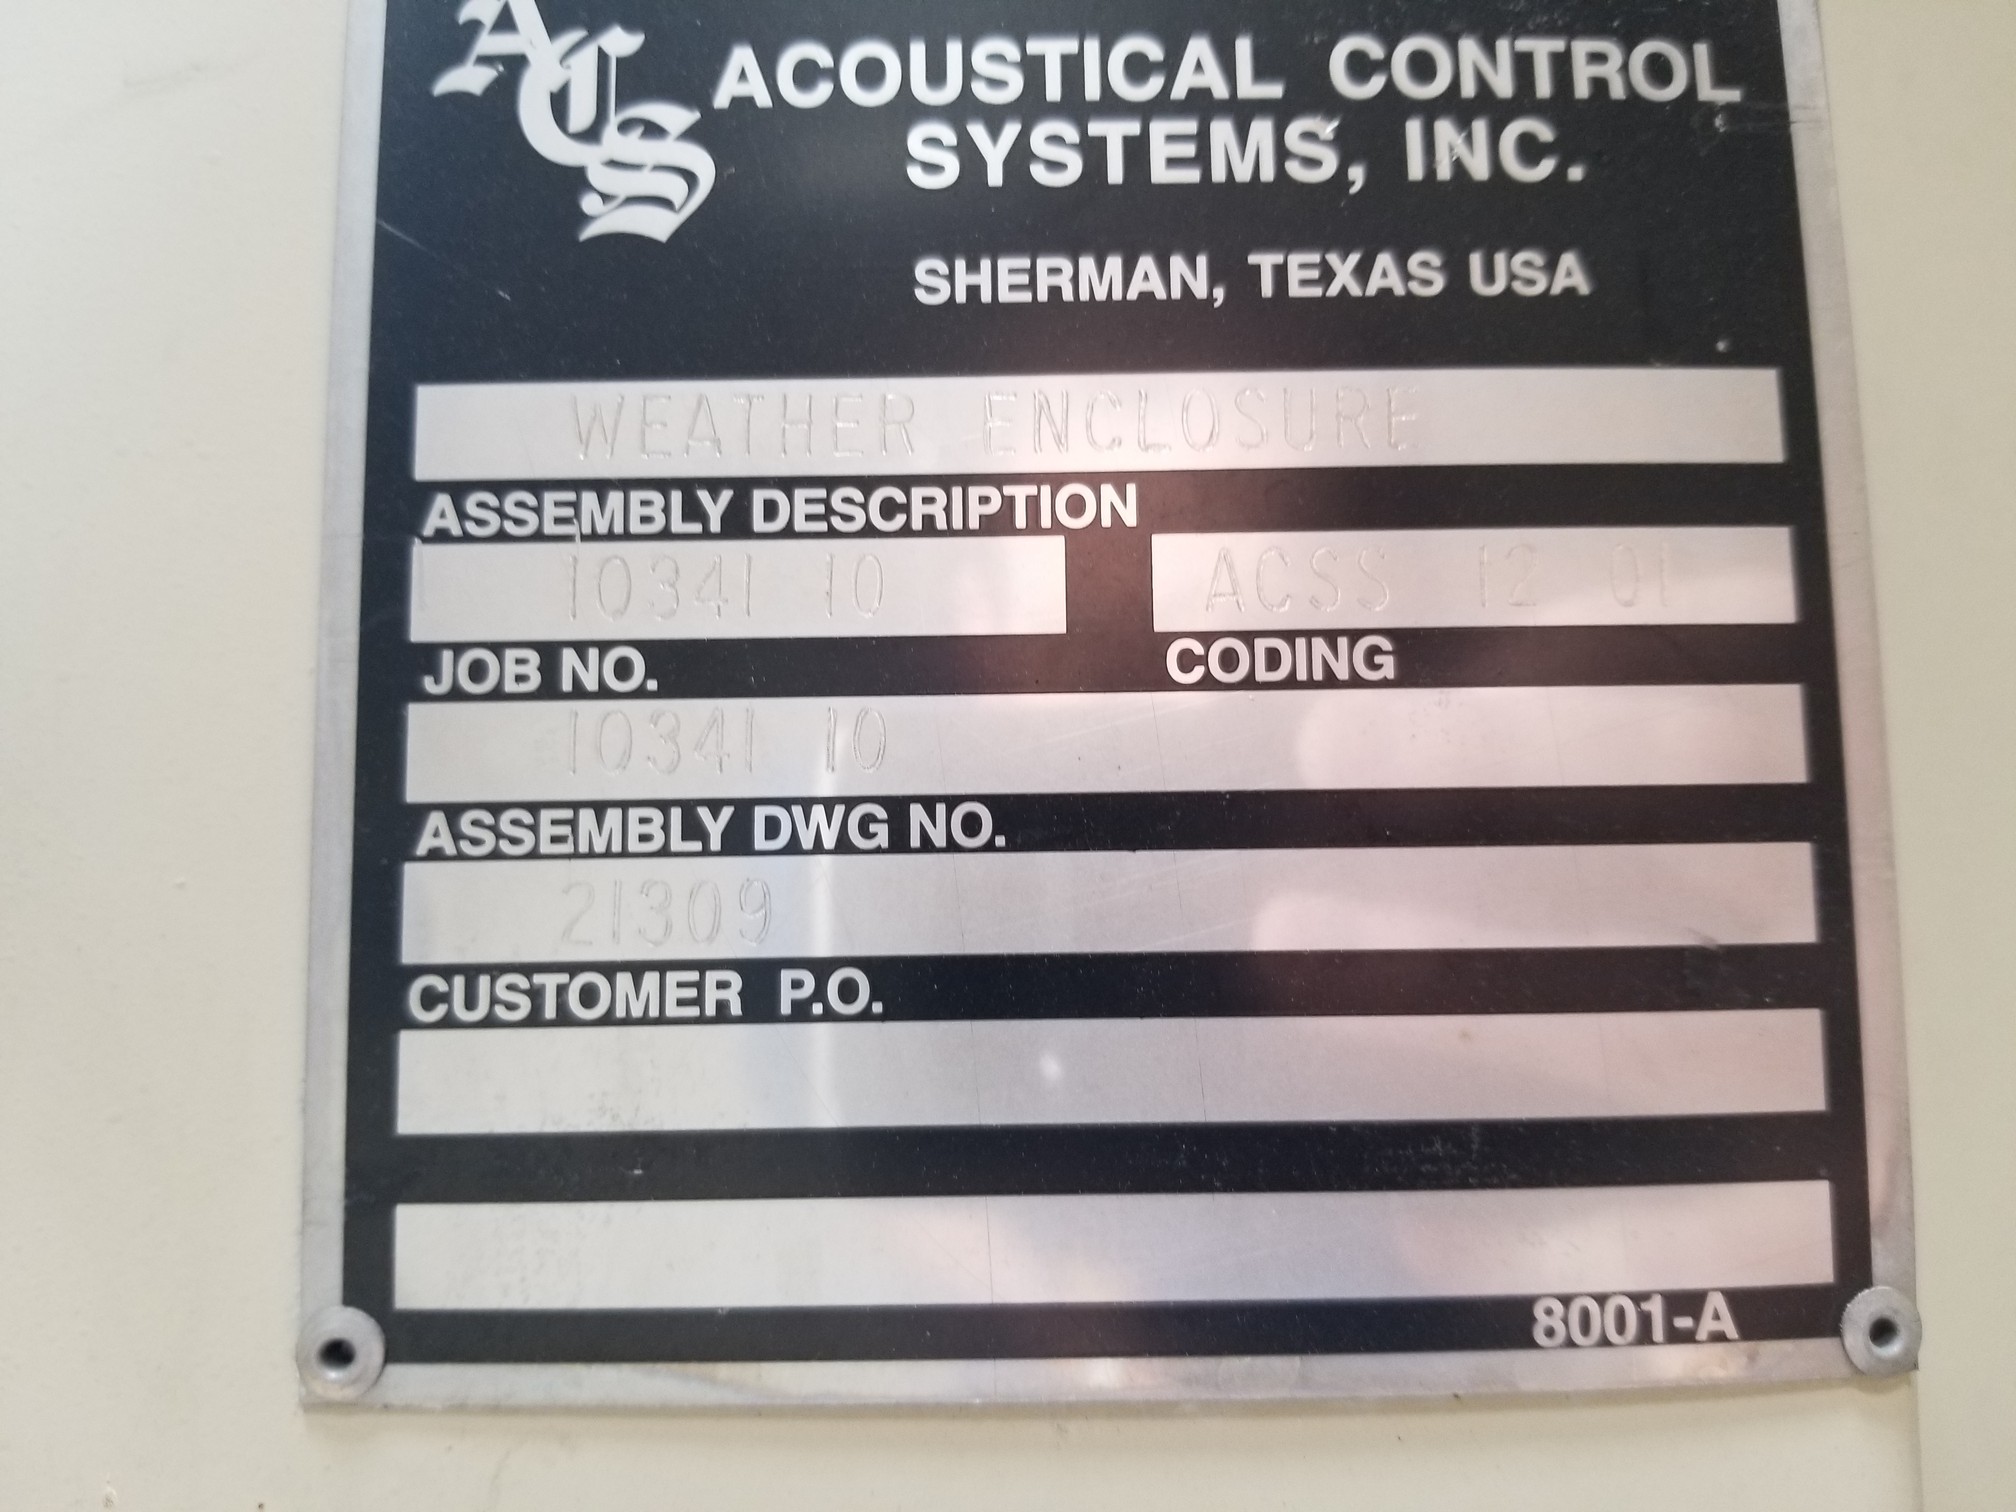 ACS
ACOUSTICAL CONTROL
SYSTEMS, INC.
SHERMAN, TEXAS USA
WEATHER ENCLOSURE
ASSEMBLY DESCRIPTION
10341 10 ACSS 12 01
JOB NO. CODING
10341 10
ASSEMBLY DWG NO.
21309
CUSTOMER P.O.
8001-A